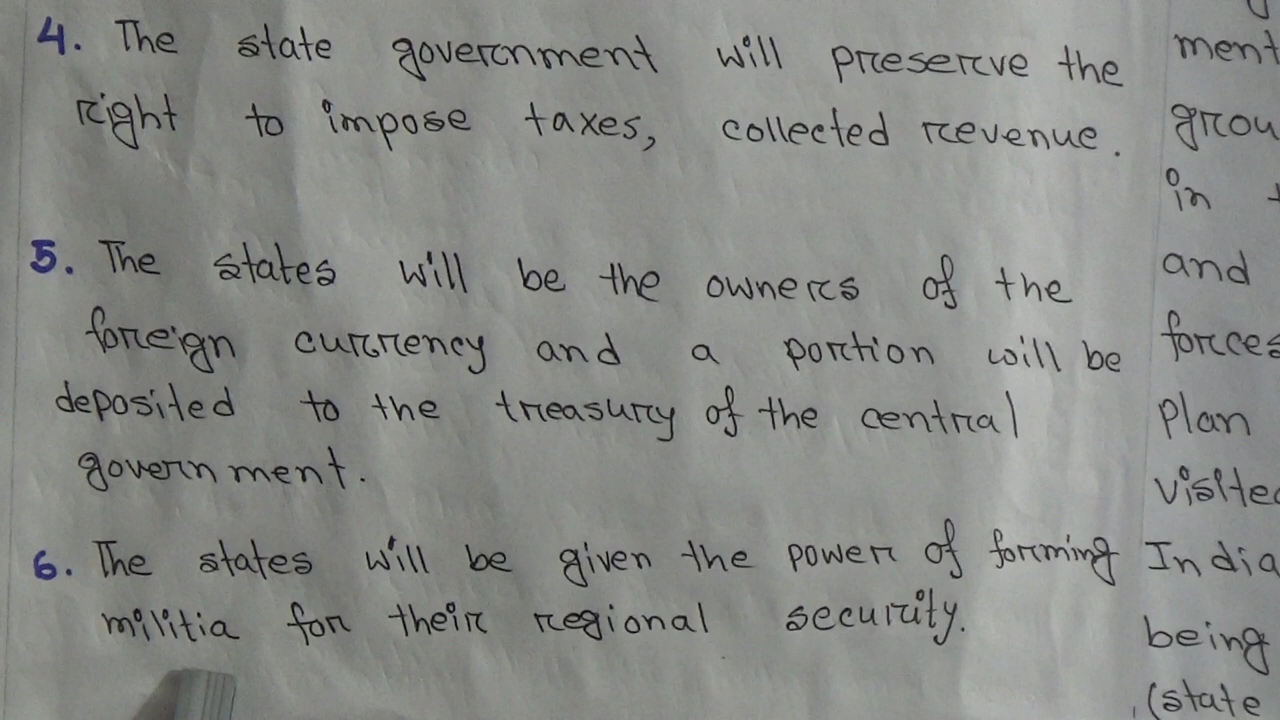 4. The state government will preserve the
right to impose taxes, collected revenue.
5. The states will be the owners of the
foreign currency and a portion will be
deposited to the treasury of the central
government.
6. The states will be given the power of forming
militia for their regional security.
ment
grou
in
and
forces
plan
visited
India
being
(state